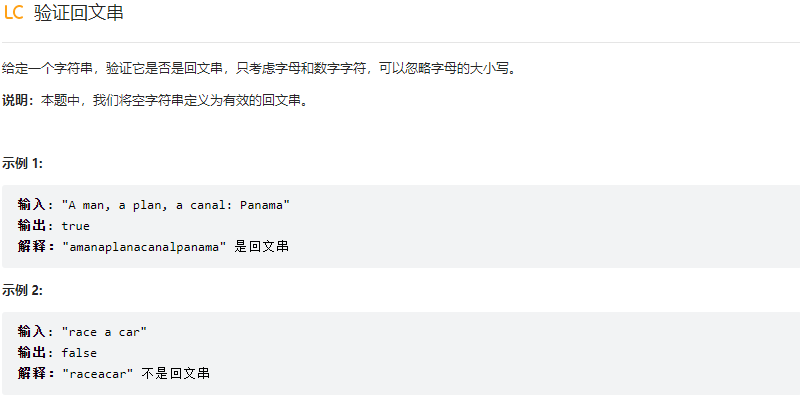 LC 验证回文串
给定一个字符串，验证它是否是回文串，只考虑字母和数字字符，可以忽略字母的大小写。
说明：本题中，我们将空字符串定义为有效的回文串。
示例 1:
输入: "A man, a plan, a canal: Panama"
输出: true
解释："amanaplanacanalpanama" 是回文串
示例 2:
输入: "race a car"
输出: false
解释："raceacar" 不是回文串